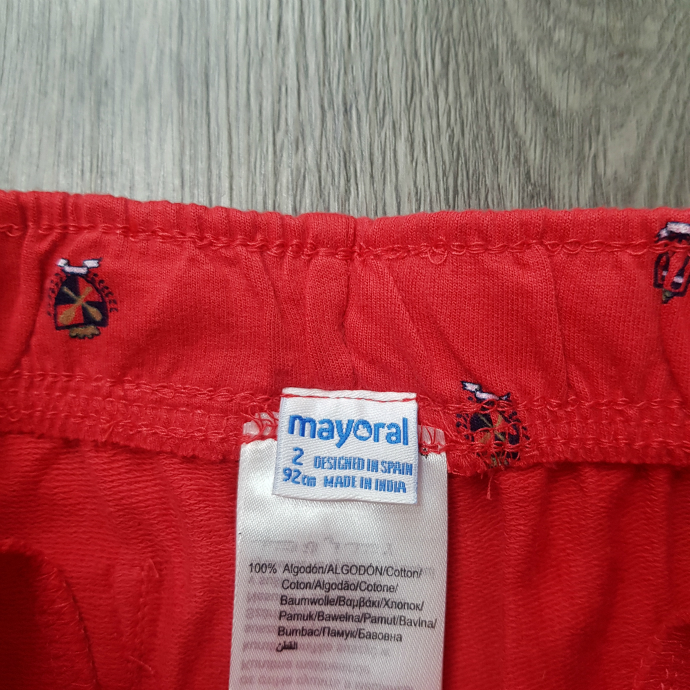 mayoral
2 DESIGNED IN SPAIN
92cm MADE IN INDIA
100% Algodón/ALGODÓN/Cotton/
Coton/Algodão/Cotone/
Baumwolle/Βαμβάκι/Хлопок/
Pamuk/Bawełna/Pamut/Bavlna/
Bumbac/Памук/Бавовна
القطن